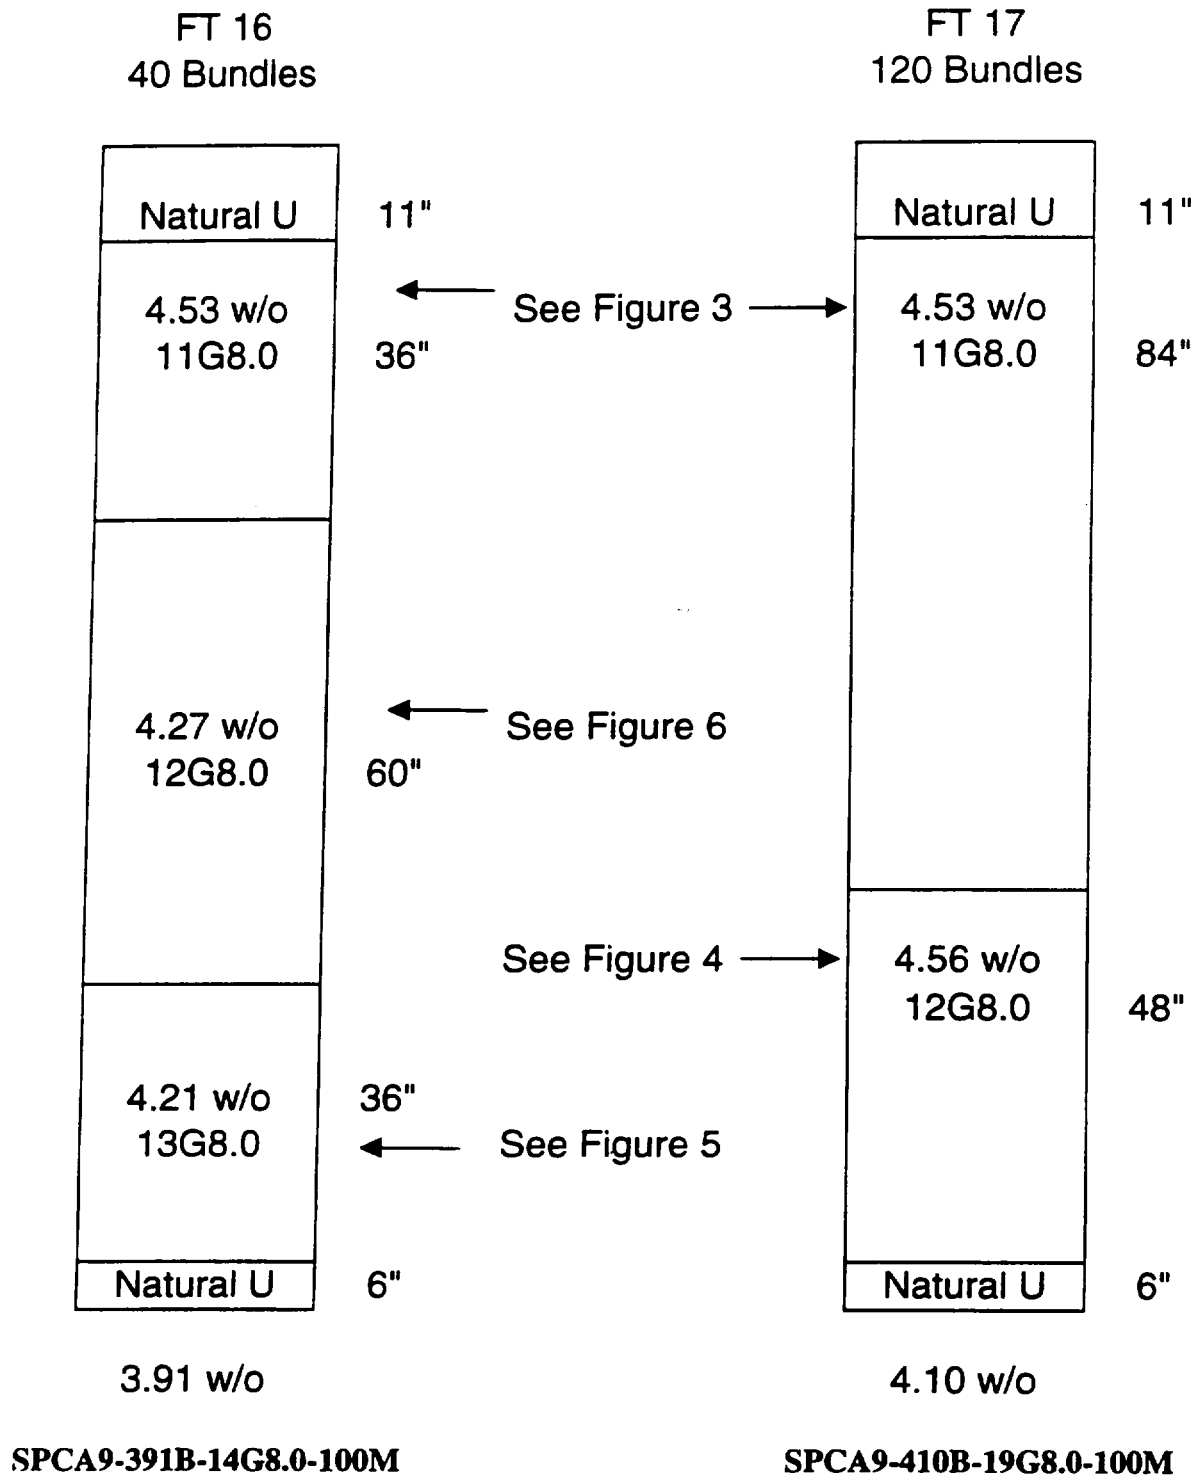 FT 16
40 Bundles
Natural U
11"
4.53 w/o
11G8.0
36"
4.27 w/o
12G8.0
60"
4.21 w/o
13G8.0
36"
Natural U
6"
3.91 w/o
SPCA9-391B-14G8.0-100M
See Figure 3
See Figure 6
See Figure 4
See Figure 5
FT 17
120 Bundles
Natural U
11"
4.53 w/o
11G8.0
84"
4.56 w/o
12G8.0
48"
Natural U
6"
4.10 w/o
SPCA9-410B-19G8.0-100M